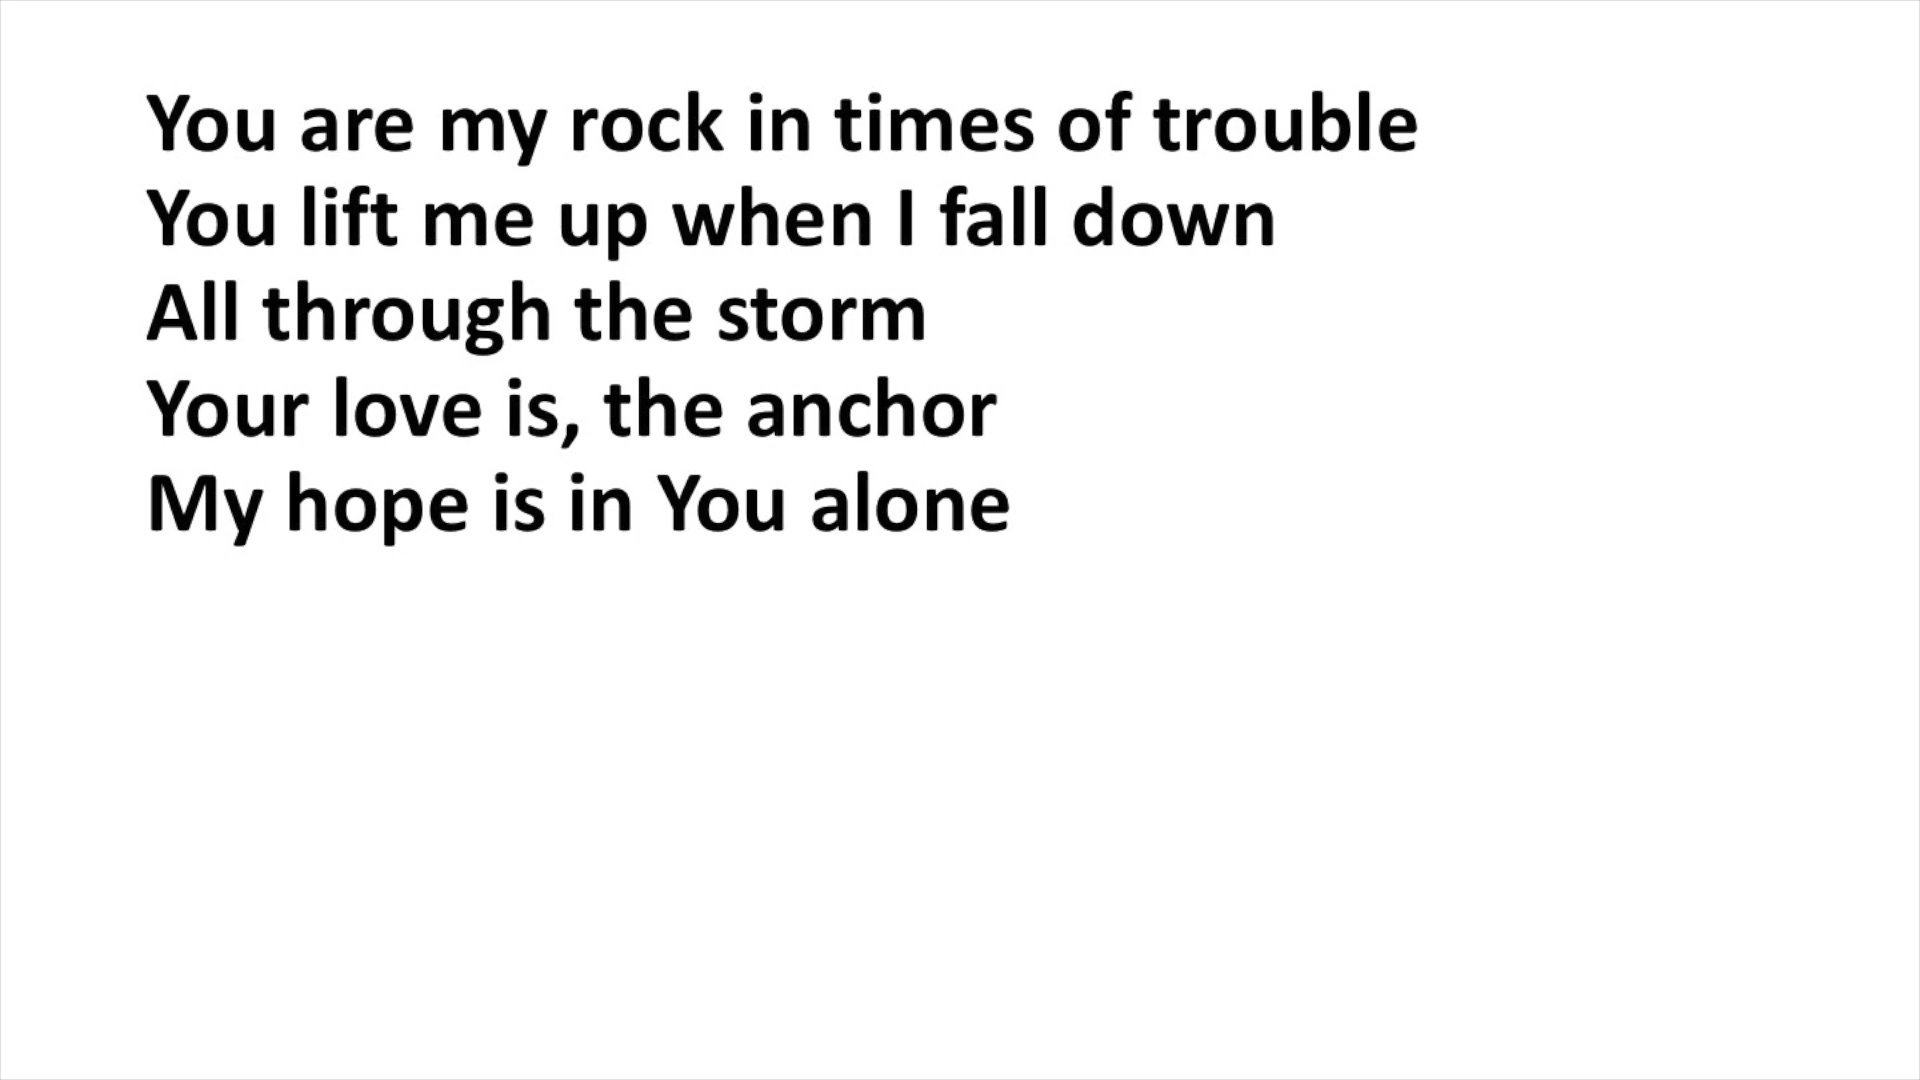 You are my rock in times of trouble
You lift me up when I fall down
All through the storm
Your love is, the anchor
My hope is in You alone